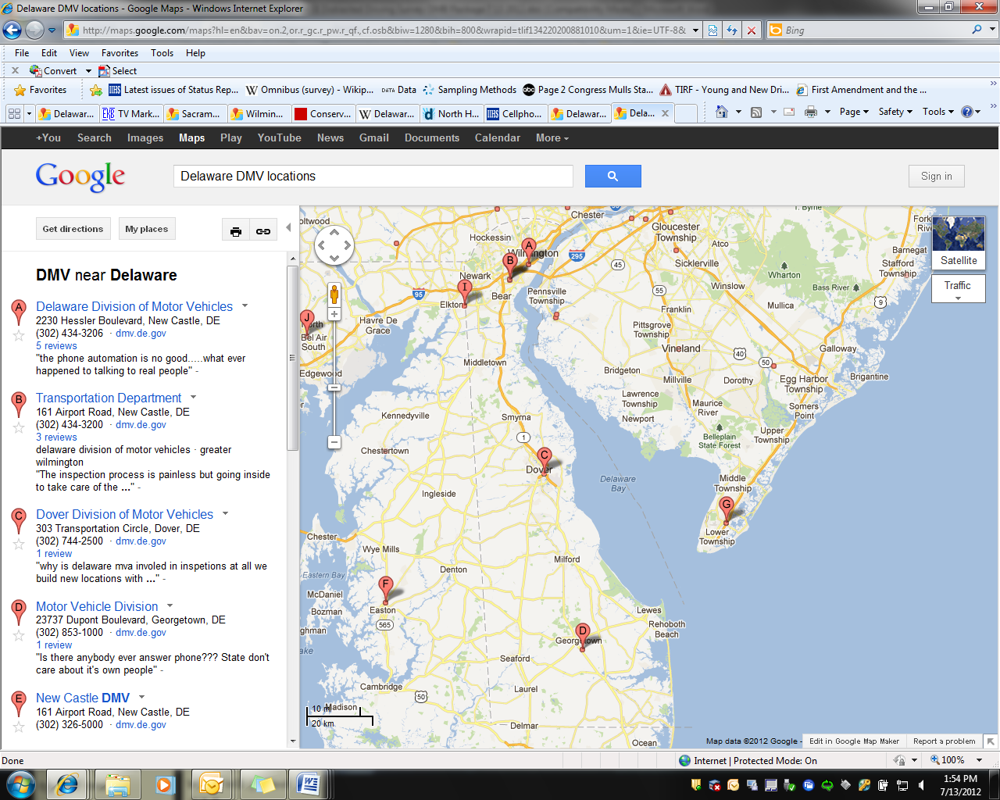 Delaware DMV locations - Google Maps - Windows Internet Explorer
http://maps.google.com/maps?hl=en&bav=on.2,or.r_gc.r_pw.r_qf.,cf.osb&biw=1280&bih=800&wrapid=tlif134220200881010&um=1&ie=UTF-8&
Bing
File Edit View Favorites Tools Help
Convert Select
Favorites
Latest issues of Status Rep...
Omnibus (survey) - Wikip...
DATA Data
Sampling Methods
Page 2 Congress Mulls Sta...
TIRF - Young and New Dri...
First Amendment and the ...
Delawar...
TV Mark...
Sacram...
Wilmin...
Conserv...
Delawar...
North H...
Cellpho...
Delawar...
Dela...
Page Safety Tools
+You Search Images Maps Play YouTube News Gmail Documents Calendar More
Google
Delaware DMV locations
Sign in
Get directions
My places
DMV near Delaware
A
Delaware Division of Motor Vehicles
2230 Hessler Boulevard, New Castle, DE
(302) 434-3206 · dmv.de.gov
5 reviews
"the phone automation is no good.....what ever
happened to talking to real people" -
B
Transportation Department
161 Airport Road, New Castle, DE
(302) 434-3200 · dmv.de.gov
3 reviews
delaware division of motor vehicles · greater
wilmington
"The inspection process is painless but going inside
to take care of the ..." -
C
Dover Division of Motor Vehicles
303 Transportation Circle, Dover, DE
(302) 744-2500 · dmv.de.gov
1 review
"why is delaware mva involed in inspetions at all we
build new locations with ..." -
D
Motor Vehicle Division
23737 Dupont Boulevard, Georgetown, DE
(302) 853-1000 · dmv.de.gov
1 review
"Is there anybody ever answer phone??? State don't
care about it's own people" -
E
New Castle DMV
161 Airport Road, New Castle, DE
(302) 326-5000 · dmv.de.gov
oltwood
Hockessin
Chester
Gloucester
Township
T. Byrne
Fork
Riv
Barnegat
Stafford
Township
Satellite
Traffic
A
Wilmington
295
B
Newark
45
Sicklerville
Atco
Wharton
Bass River
Winslow
9
I
95
Elkton
Bear
Pennsville
Township
55
Franklin
Mullica
J
North
Bel Air
South
Havre De
Grace
Pittsgrove
Township
Vineland
40
50
Galloway
Edgewood
Middletown
Bridgeton
Millville
Dorothy
Egg Harbor
Township
Brigantine
Lawrence
Township
Maurice
River
Somers
Point
Kennedyville
Smyrna
Newport
Belleplain
State Forest
Upper
Township
1
Chestertown
C
Dover
Delaware
Bay
Middle
Township
Ingleside
G
Lower
Township
Chester
Wye Mills
Milford
Eastern Bay
Denton
F
McDaniel
Easton
Bozman
Lewes
Rehoboth
Beach
ghman
565
D
Georgetown
ake
Seaford
Cambridge
50
Laurel
Madison
10 mi
20 km
Delmar
Ocean
Map data ©2012 Google -
Edit in Google Map Maker
Report a problem
Done
Internet | Protected Mode: On
100%
1:54 PM
7/13/2012